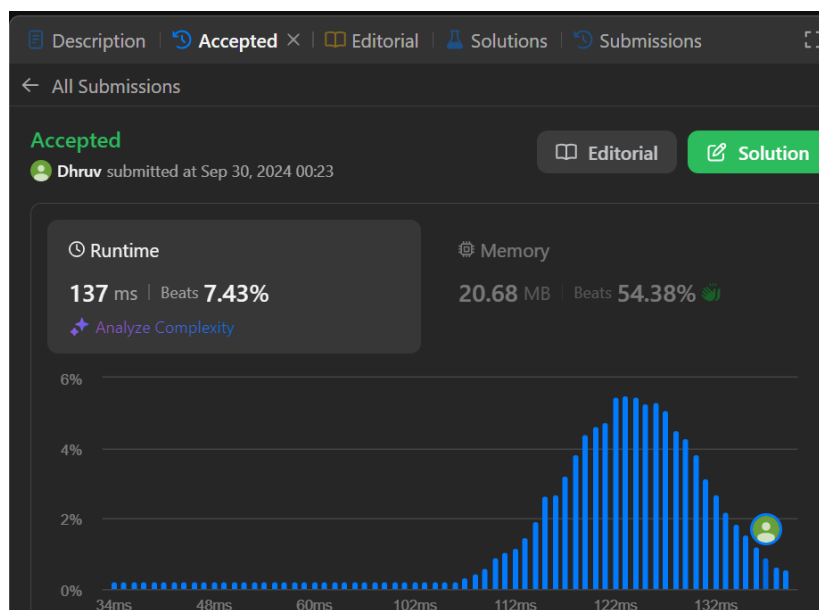 Description Accepted Editorial Solutions Submissions
All Submissions
Accepted
Dhruv submitted at Sep 30, 2024 00:23
Editorial
Solution
Runtime
137 ms Beats 7.43%
Analyze Complexity
Memory
20.68 MB Beats 54.38%
6%
4%
2%
0%
34ms 48ms 60ms 102ms 112ms 122ms 132ms